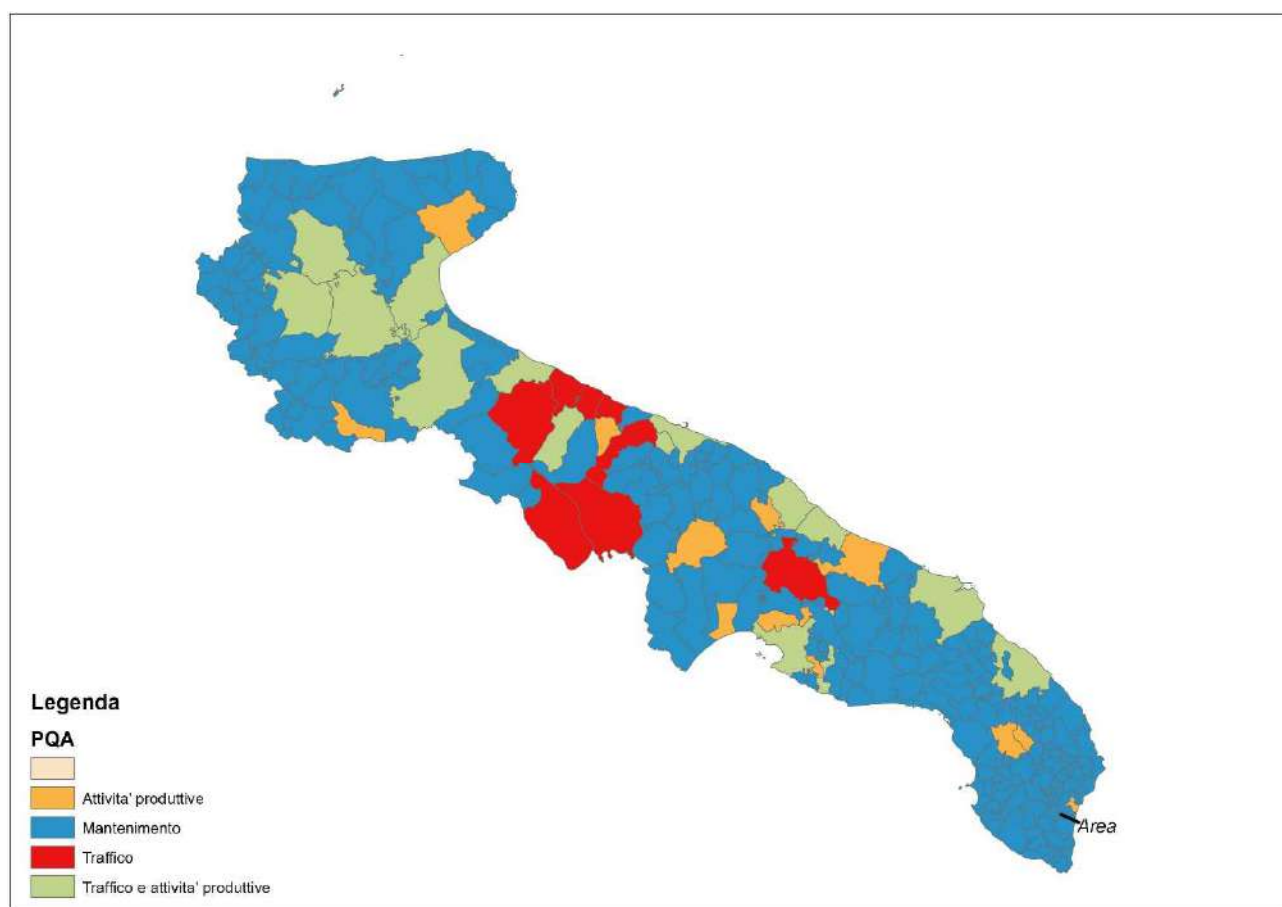 Area
Legenda
PQA
Attivita' produttive
Mantenimento
Traffico
Traffico e attivita' produttive